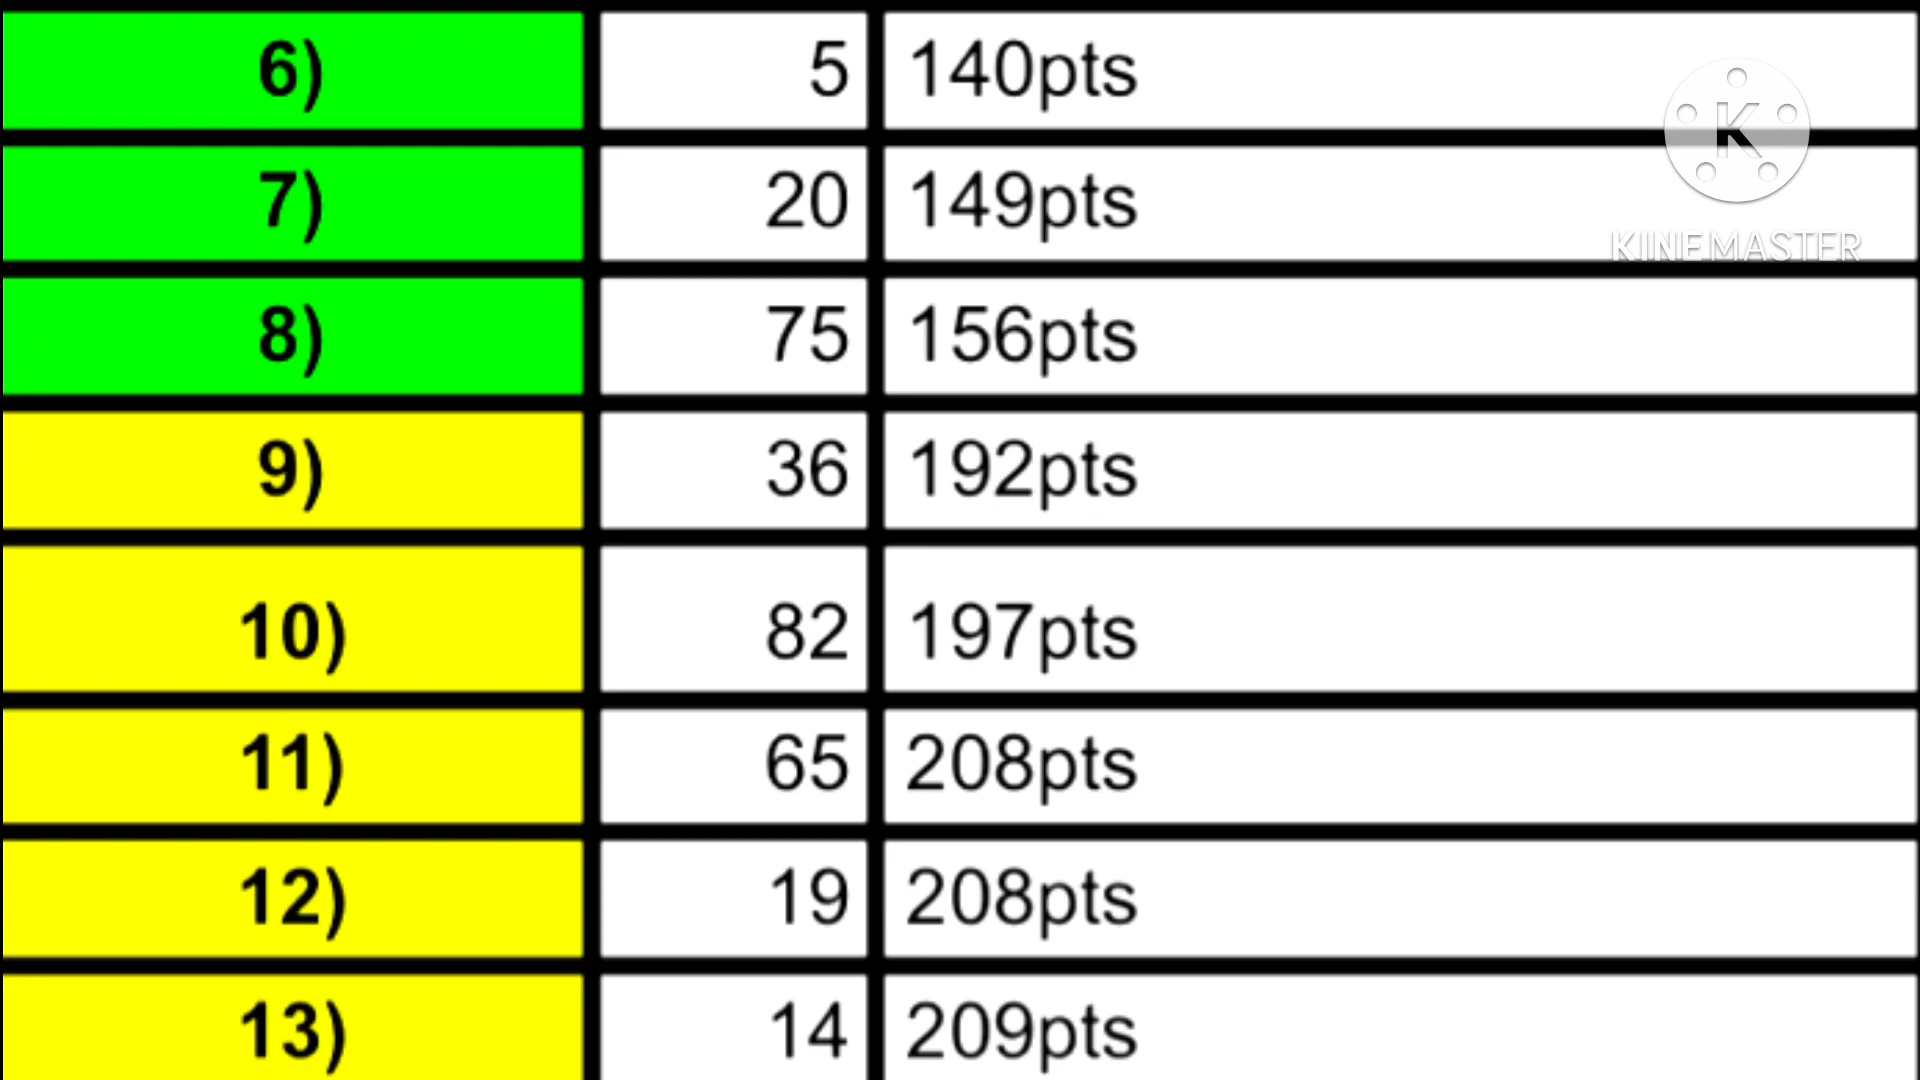 6) 5 140pts
7) 20 149pts
8) 75 156pts
9) 36 192pts
10) 82 197pts
11) 65 208pts
12) 19 208pts
13) 14 209pts
K
KINEMASTER